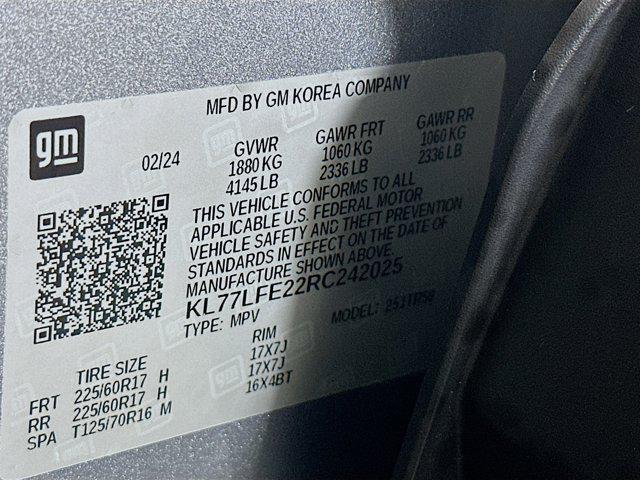 MFD BY GM KOREA COMPANY
gm
02/24
GVWR
1880 KG
4145 LB
GAWR FRT
1060 KG
2336 LB
GAWR RR
1060 KG
2336 LB
THIS VEHICLE CONFORMS TO ALL
APPLICABLE U.S. FEDERAL MOTOR
VEHICLE SAFETY AND THEFT PREVENTION
STANDARDS IN EFFECT ON THE DATE OF
MANUFACTURE SHOWN ABOVE.
KL77LFE22RC242025
TYPE: MPV
MODEL:
TIRE SIZE RIM
FRT 225/60R17 H 17X7J
RR 225/60R17 H 17X7J
SPA T125/70R16 M 16X4BT